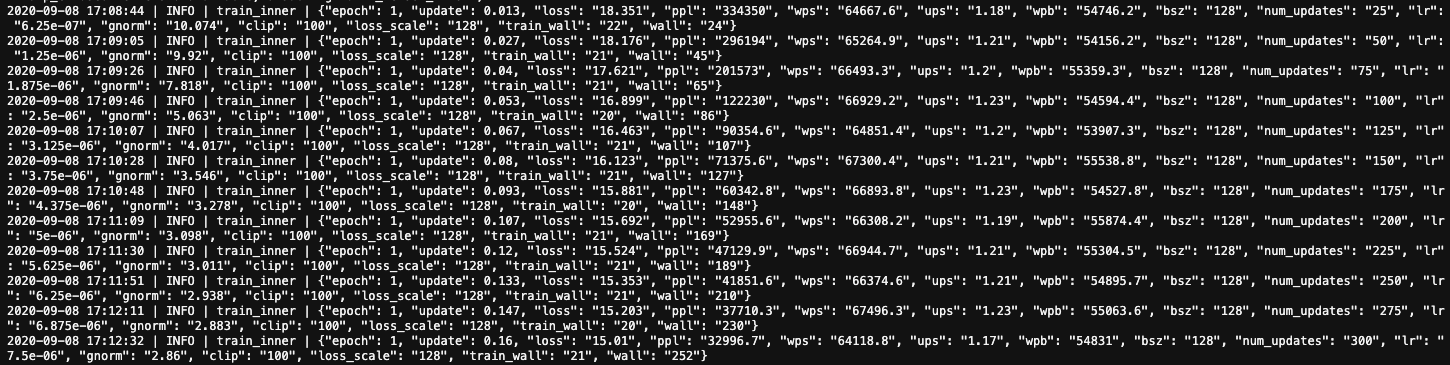 2020-09-08 17:08:44 | INFO | train_inner | {"epoch": 1, "update": 0.013, "loss": "18.351", "ppl": "334350", "wps": "64667.6", "ups": "1.18", "wpb": "54746.2", "bsz": "128", "num_updates": "25", "lr":
"6.25e-07", "gnorm": "10.074", "clip": "100", "loss_scale": "128", "train_wall": "22", "wall": "24"}
2020-09-08 17:09:05 | INFO | train_inner | {"epoch": 1, "update": 0.027, "loss": "18.176", "ppl": "296194", "wps": "65264.9", "ups": "1.21", "wpb": "54156.2", "bsz": "128", "num_updates": "50", "lr":
"1.25e-06", "gnorm": "9.92", "clip": "100", "loss_scale": "128", "train_wall": "21", "wall": "45"}
2020-09-08 17:09:26 | INFO | train_inner | {"epoch": 1, "update": 0.04, "loss": "17.621", "ppl": "201573", "wps": "66493.3", "ups": "1.2", "wpb": "55359.3", "bsz": "128", "num_updates": "75", "lr": "
1.875e-06", "gnorm": "7.818", "clip": "100", "loss_scale": "128", "train_wall": "21", "wall": "65"}
2020-09-08 17:09:46 | INFO | train_inner | {"epoch": 1, "update": 0.053, "loss": "16.899", "ppl": "122230", "wps": "66929.2", "ups": "1.23", "wpb": "54594.4", "bsz": "128", "num_updates": "100", "lr"
: "2.5e-06", "gnorm": "5.063", "clip": "100", "loss_scale": "128", "train_wall": "20", "wall": "86"}
2020-09-08 17:10:07 | INFO | train_inner | {"epoch": 1, "update": 0.067, "loss": "16.463", "ppl": "90354.6", "wps": "64851.4", "ups": "1.2", "wpb": "53907.3", "bsz": "128", "num_updates": "125", "lr"
: "3.125e-06", "gnorm": "4.017", "clip": "100", "loss_scale": "128", "train_wall": "21", "wall": "107"}
2020-09-08 17:10:28 | INFO | train_inner | {"epoch": 1, "update": 0.08, "loss": "16.123", "ppl": "71375.6", "wps": "67300.4", "ups": "1.21", "wpb": "55538.8", "bsz": "128", "num_updates": "150", "lr"
: "3.75e-06", "gnorm": "3.546", "clip": "100", "loss_scale": "128", "train_wall": "21", "wall": "127"}
2020-09-08 17:10:48 | INFO | train_inner | {"epoch": 1, "update": 0.093, "loss": "15.881", "ppl": "60342.8", "wps": "66893.8", "ups": "1.23", "wpb": "54527.8", "bsz": "128", "num_updates": "175", "lr
": "4.375e-06", "gnorm": "3.278", "clip": "100", "loss_scale": "128", "train_wall": "20", "wall": "148"}
2020-09-08 17:11:09 | INFO | train_inner | {"epoch": 1, "update": 0.107, "loss": "15.692", "ppl": "52955.6", "wps": "66308.2", "ups": "1.19", "wpb": "55874.4", "bsz": "128", "num_updates": "200", "lr
": "5e-06", "gnorm": "3.098", "clip": "100", "loss_scale": "128", "train_wall": "21", "wall": "169"}
2020-09-08 17:11:30 | INFO | train_inner | {"epoch": 1, "update": 0.12, "loss": "15.524", "ppl": "47129.9", "wps": "66944.7", "ups": "1.21", "wpb": "55304.5", "bsz": "128", "num_updates": "225", "lr"
: "5.625e-06", "gnorm": "3.011", "clip": "100", "loss_scale": "128", "train_wall": "21", "wall": "189"}
2020-09-08 17:11:51 | INFO | train_inner | {"epoch": 1, "update": 0.133, "loss": "15.353", "ppl": "41851.6", "wps": "66374.6", "ups": "1.21", "wpb": "54895.7", "bsz": "128", "num_updates": "250", "lr
": "6.25e-06", "gnorm": "2.938", "clip": "100", "loss_scale": "128", "train_wall": "21", "wall": "210"}
2020-09-08 17:12:11 | INFO | train_inner | {"epoch": 1, "update": 0.147, "loss": "15.203", "ppl": "37710.3", "wps": "67496.3", "ups": "1.23", "wpb": "55063.6", "bsz": "128", "num_updates": "275", "lr
": "6.875e-06", "gnorm": "2.883", "clip": "100", "loss_scale": "128", "train_wall": "20", "wall": "230"}
2020-09-08 17:12:32 | INFO | train_inner | {"epoch": 1, "update": 0.16, "loss": "15.01", "ppl": "32996.7", "wps": "64118.8", "ups": "1.17", "wpb": "54831", "bsz": "128", "num_updates": "300", "lr": "
7.5e-06", "gnorm": "2.86", "clip": "100", "loss_scale": "128", "train_wall": "21", "wall": "252"}